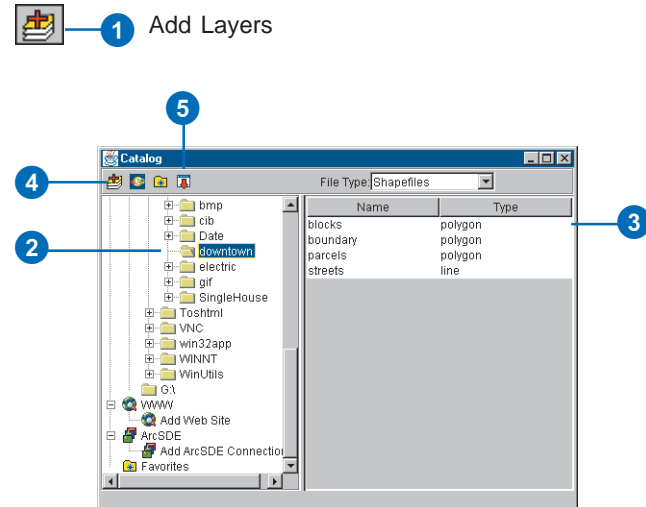 1 Add Layers
5
Catalog
4
File Type: Shapefiles
bmp
cib
Date
2
downtown
electric
gif
SingleHouse
Toshtml
VNC
win32app
WINNT
WinUtils
G:\
WWW
Add Web Site
ArcSDE
Add ArcSDE Connection
Favorites
Name Type
blocks polygon
3
boundary polygon
parcels polygon
streets line